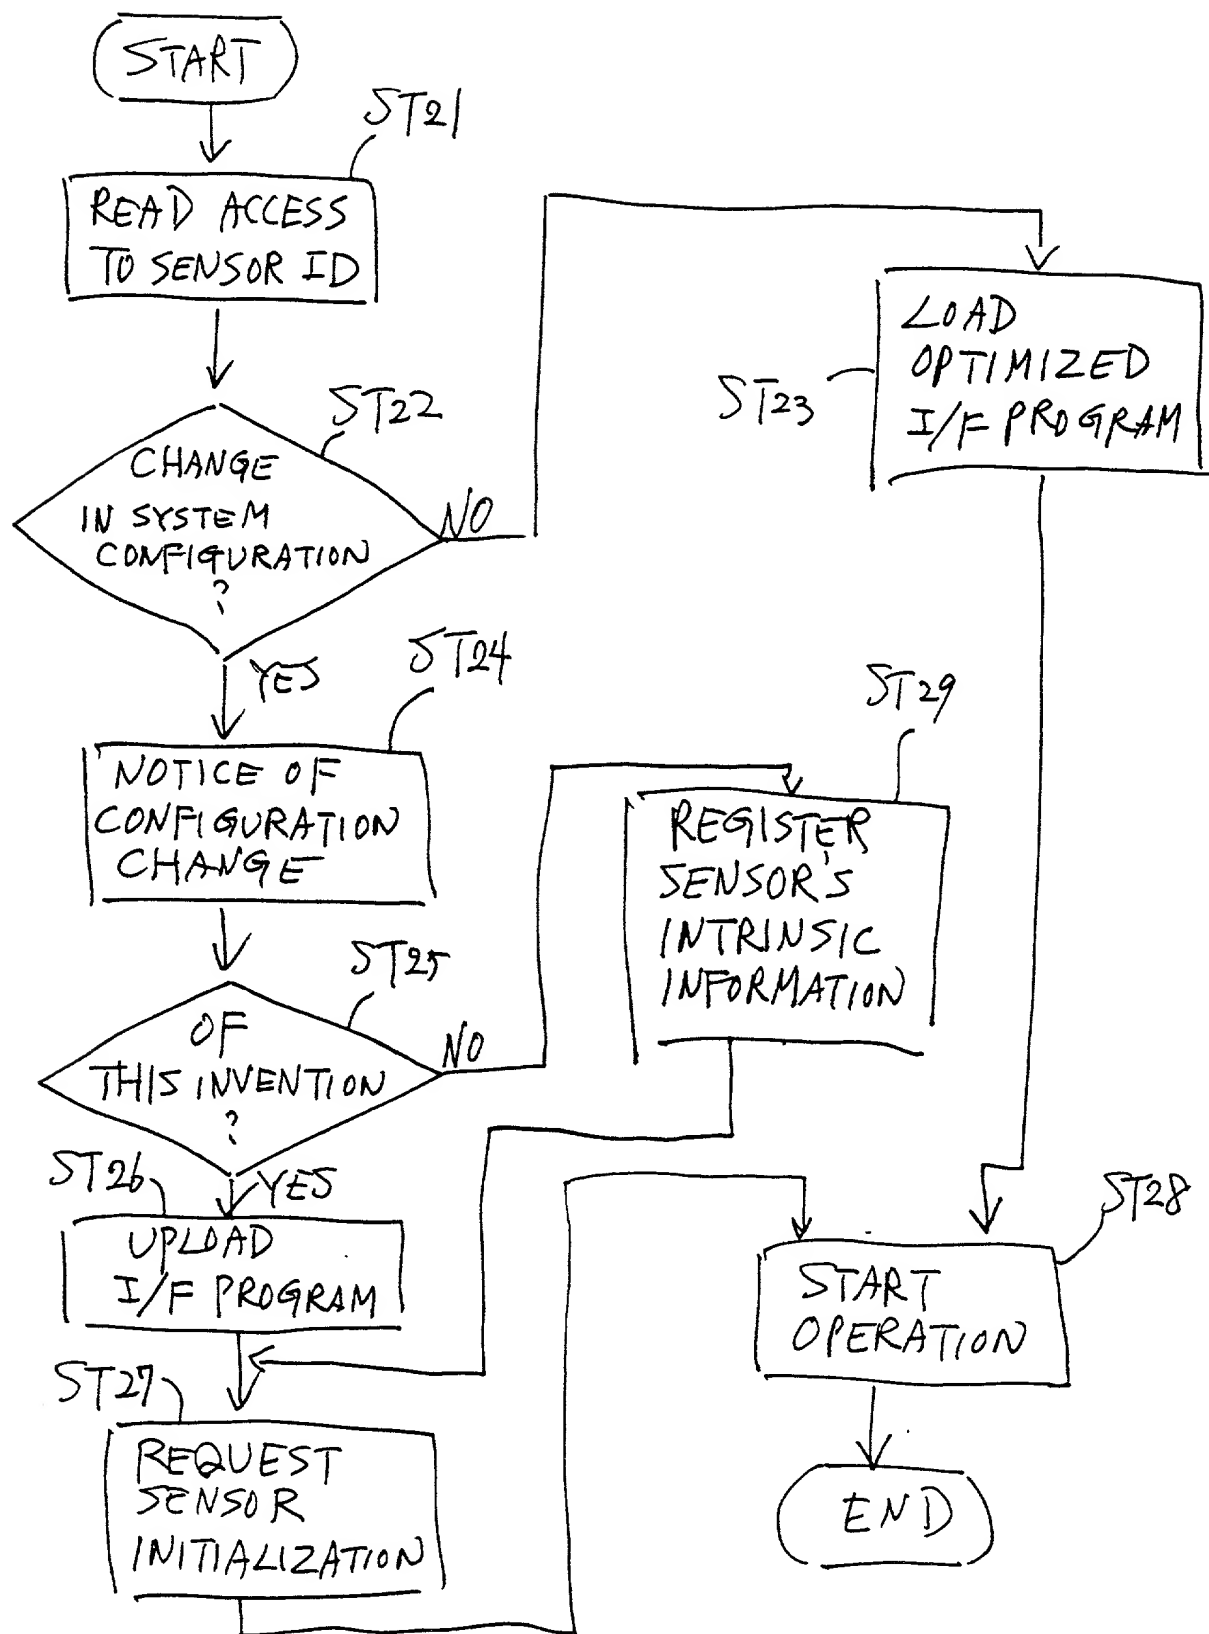 START
ST21
READ ACCESS
TO SENSOR ID
ST22
CHANGE
IN SYSTEM
CONFIGURATION
?
NO
YES
ST23
LOAD
OPTIMIZED
I/F PROGRAM
ST24
NOTICE OF
CONFIGURATION
CHANGE
ST25
OF
THIS INVENTION
?
NO
YES
ST29
REGISTER
SENSOR'S
INTRINSIC
INFORMATION
ST26
UPLOAD
I/F PROGRAM
ST27
REQUEST
SENSOR
INITIALIZATION
ST28
START
OPERATION
END